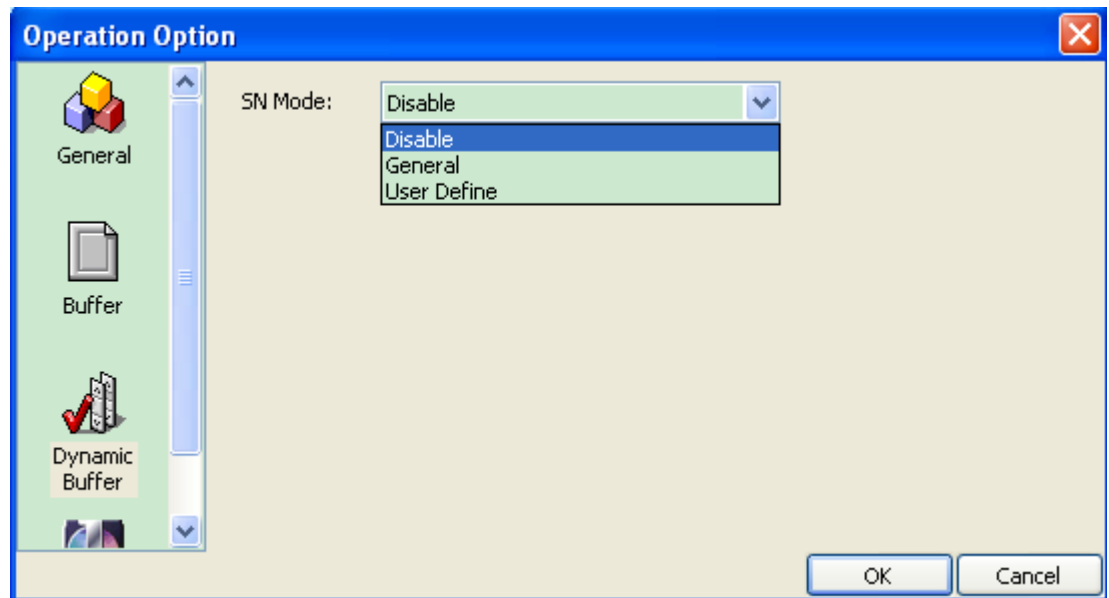 Operation Option
General
Buffer
Dynamic
Buffer
SN Mode:
Disable
Disable
General
User Define
OK
Cancel